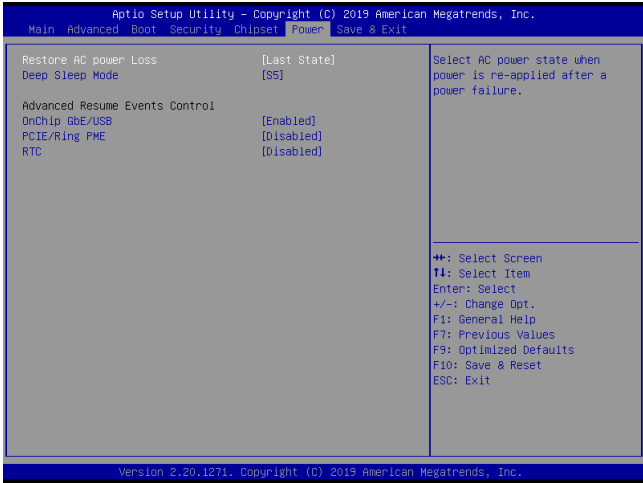 Aptio Setup Utility – Copyright (C) 2019 American Megatrends, Inc.
Main Advanced Boot Security Chipset Power Save & Exit
Restore AC power Loss [Last State]
Deep Sleep Mode [S5]
Advanced Resume Events Control
OnChip GbE/USB [Enabled]
PCIE/Ring PME [Disabled]
RTC [Disabled]
Select AC power state when
power is re-applied after a
power failure.
→←: Select Screen
↑↓: Select Item
Enter: Select
+/-: Change Opt.
F1: General Help
F7: Previous Values
F9: Optimized Defaults
F10: Save & Reset
ESC: Exit
Version 2.20.1271. Copyright (C) 2019 American Megatrends, Inc.